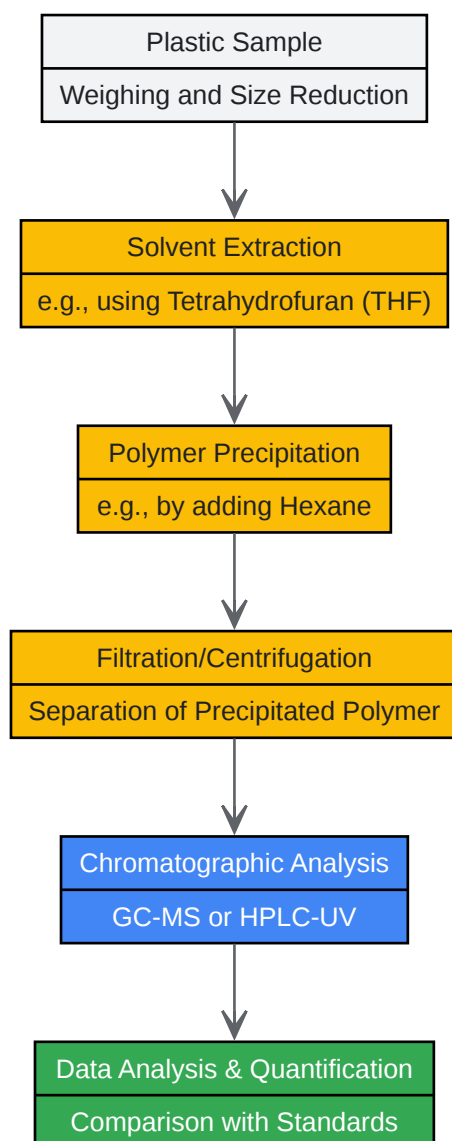 Plastic Sample
Weighing and Size Reduction
Solvent Extraction
e.g., using Tetrahydrofuran (THF)
Polymer Precipitation
e.g., by adding Hexane
Filtration/Centrifugation
Separation of Precipitated Polymer
Chromatographic Analysis
GC-MS or HPLC-UV
Data Analysis & Quantification
Comparison with Standards